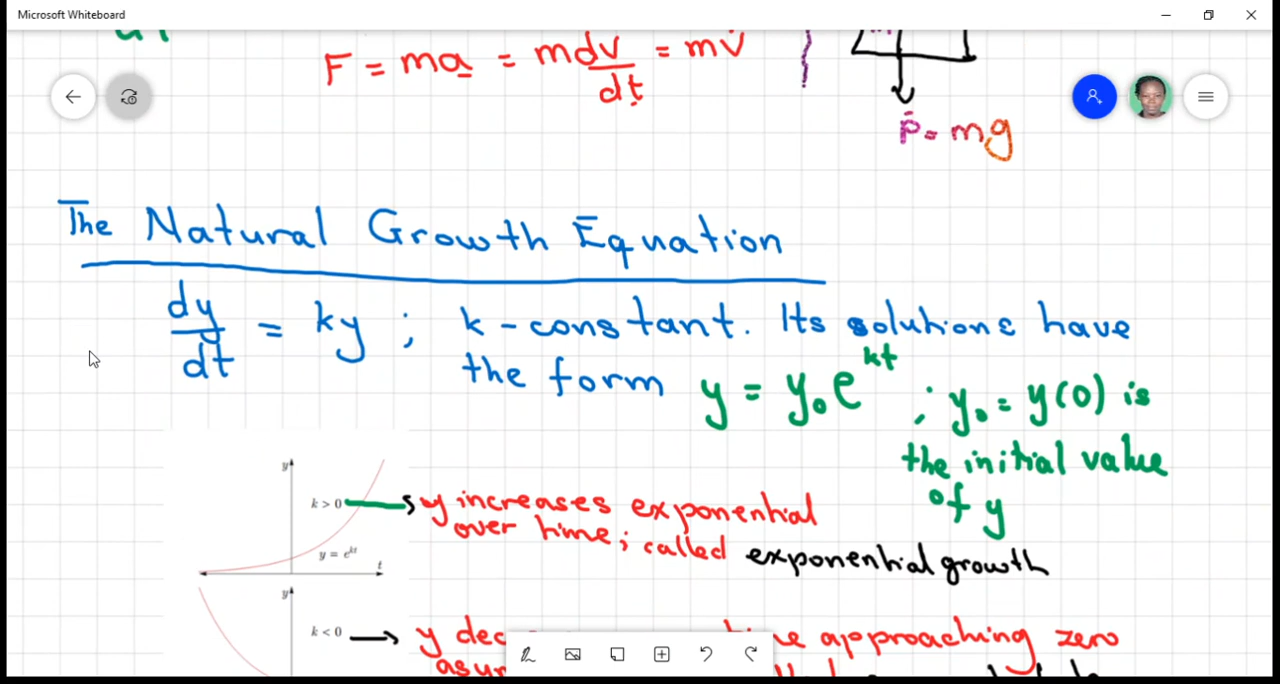 Microsoft Whiteboard
F = ma = m dv/dt = mv̇
p̄ = mg
The Natural Growth Equation
dy/dt = ky ; k - constant. Its solutions have
the form y = y₀e^kt ; y₀ = y(0) is
the initial value
of y
y
k > 0 → y increases exponential
over time; called exponential growth
y = e^kt
t
y
k < 0 → y approaching zero